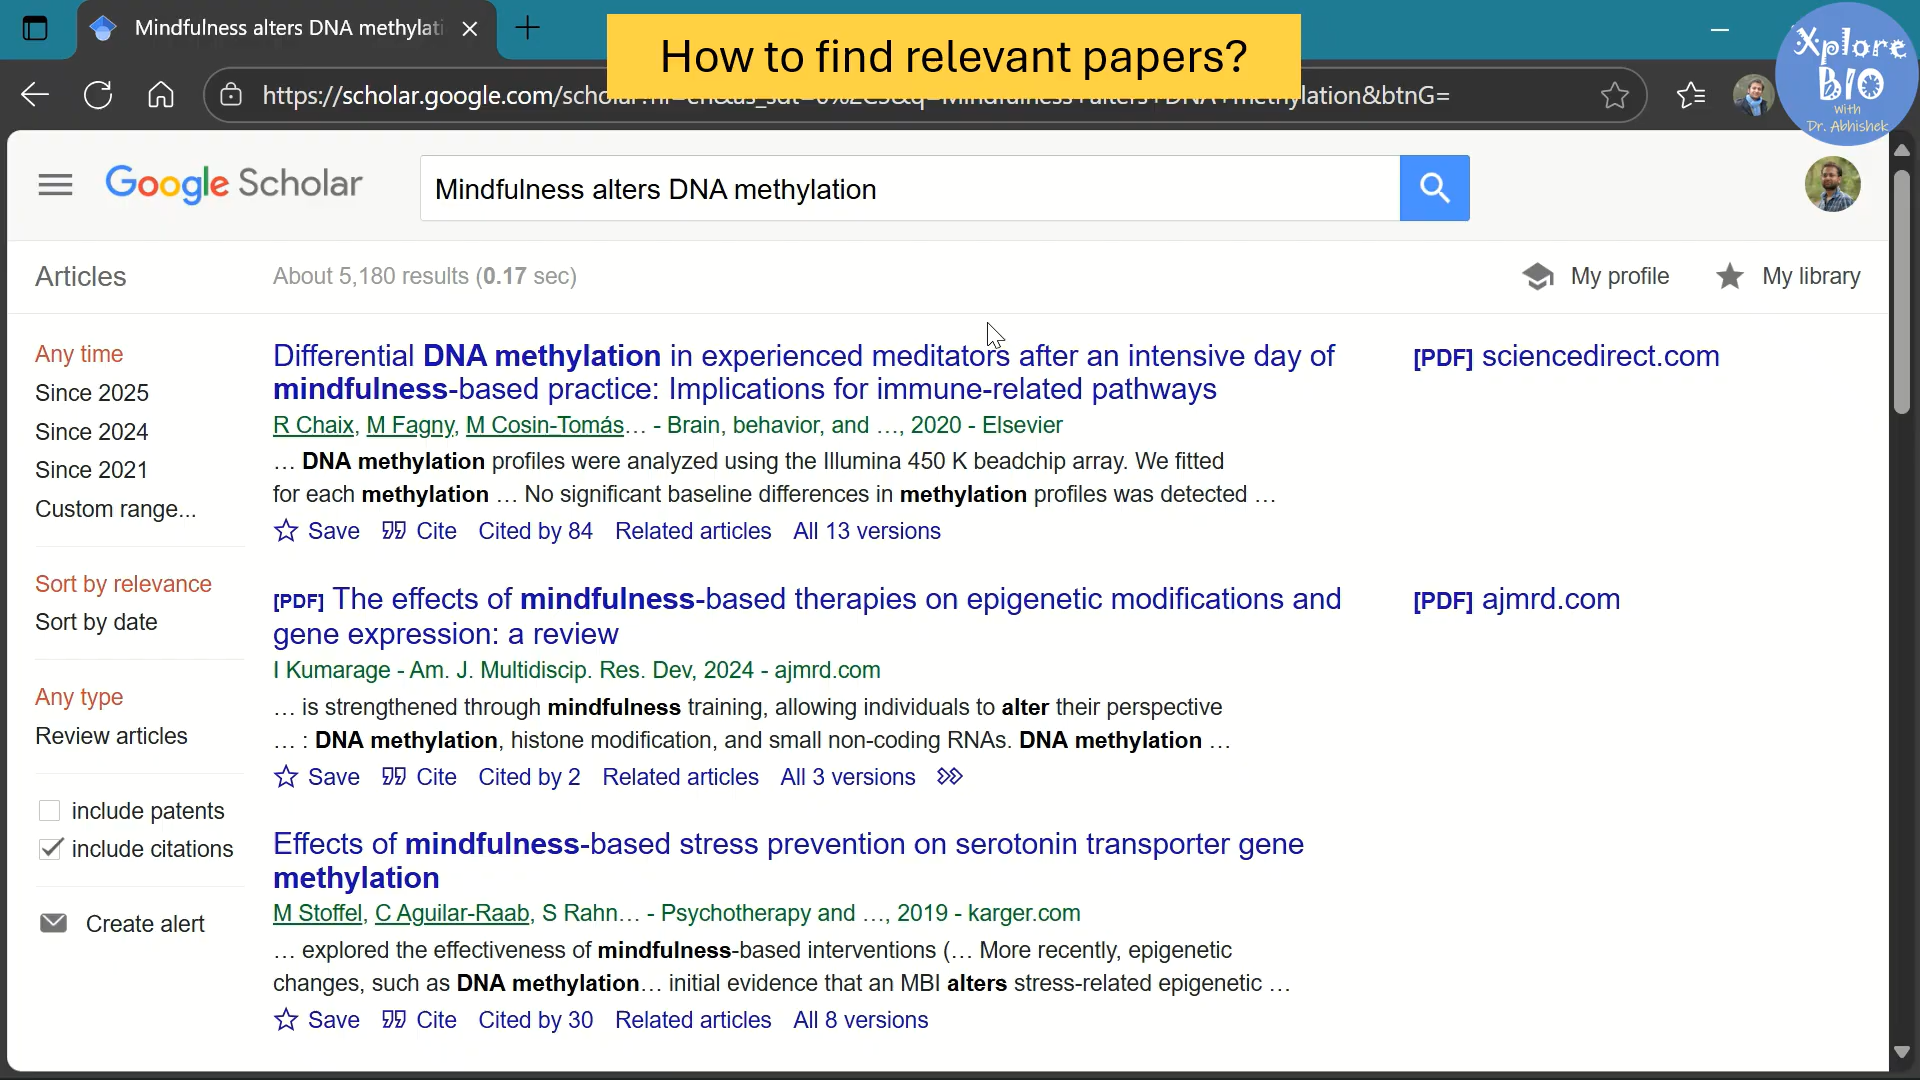 Mindfulness alters DNA methylati
How to find relevant papers?
Xplore
BIO
With
Dr. Abhishek
https://scholar.google.com/
methylation&btnG=
Google Scholar
Mindfulness alters DNA methylation
Articles
About 5,180 results (0.17 sec)
My profile
My library
Any time
Since 2025
Since 2024
Since 2021
Custom range...
Sort by relevance
Sort by date
Any type
Review articles
include patents
include citations
Create alert
Differential DNA methylation in experienced meditators after an intensive day of
mindfulness-based practice: Implications for immune-related pathways
R Chaix, M Fagny, M Cosin-Tomás… - Brain, behavior, and …, 2020 - Elsevier
… DNA methylation profiles were analyzed using the Illumina 450 K beadchip array. We fitted
for each methylation … No significant baseline differences in methylation profiles was detected …
Save Cite Cited by 84 Related articles All 13 versions
[PDF] sciencedirect.com
[PDF] The effects of mindfulness-based therapies on epigenetic modifications and
gene expression: a review
I Kumarage - Am. J. Multidiscip. Res. Dev, 2024 - ajmrd.com
… is strengthened through mindfulness training, allowing individuals to alter their perspective
… : DNA methylation, histone modification, and small non-coding RNAs. DNA methylation …
Save Cite Cited by 2 Related articles All 3 versions
[PDF] ajmrd.com
Effects of mindfulness-based stress prevention on serotonin transporter gene
methylation
M Stoffel, C Aguilar-Raab, S Rahn… - Psychotherapy and …, 2019 - karger.com
… explored the effectiveness of mindfulness-based interventions (… More recently, epigenetic
changes, such as DNA methylation… initial evidence that an MBI alters stress-related epigenetic …
Save Cite Cited by 30 Related articles All 8 versions